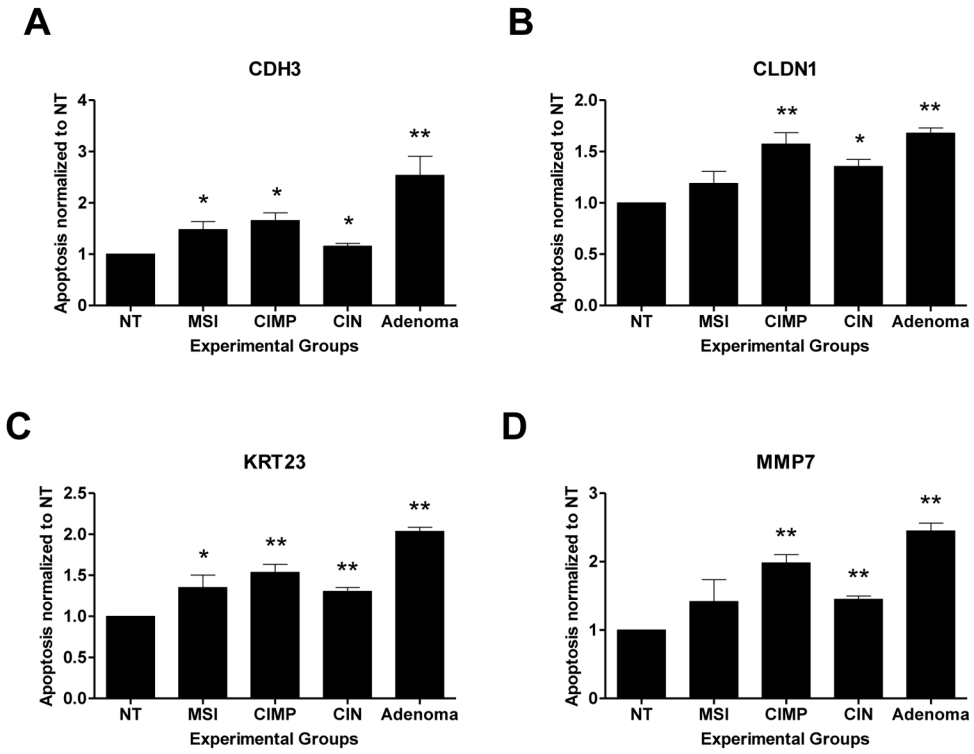 A
CDH3
Apoptosis normalized to NT
4
3
2
1
0
*
*
*
**
NT MSI CIMP CIN Adenoma
Experimental Groups
B
CLDN1
Apoptosis normalized to NT
2.0
1.5
1.0
0.5
0.0
**
*
**
NT MSI CIMP CIN Adenoma
Experimental Groups
C
KRT23
Apoptosis normalized to NT
2.5
2.0
1.5
1.0
0.5
0.0
*
**
**
**
NT MSI CIMP CIN Adenoma
Experimental Groups
D
MMP7
Apoptosis normalized to NT
3
2
1
0
**
**
**
NT MSI CIMP CIN Adenoma
Experimental Groups